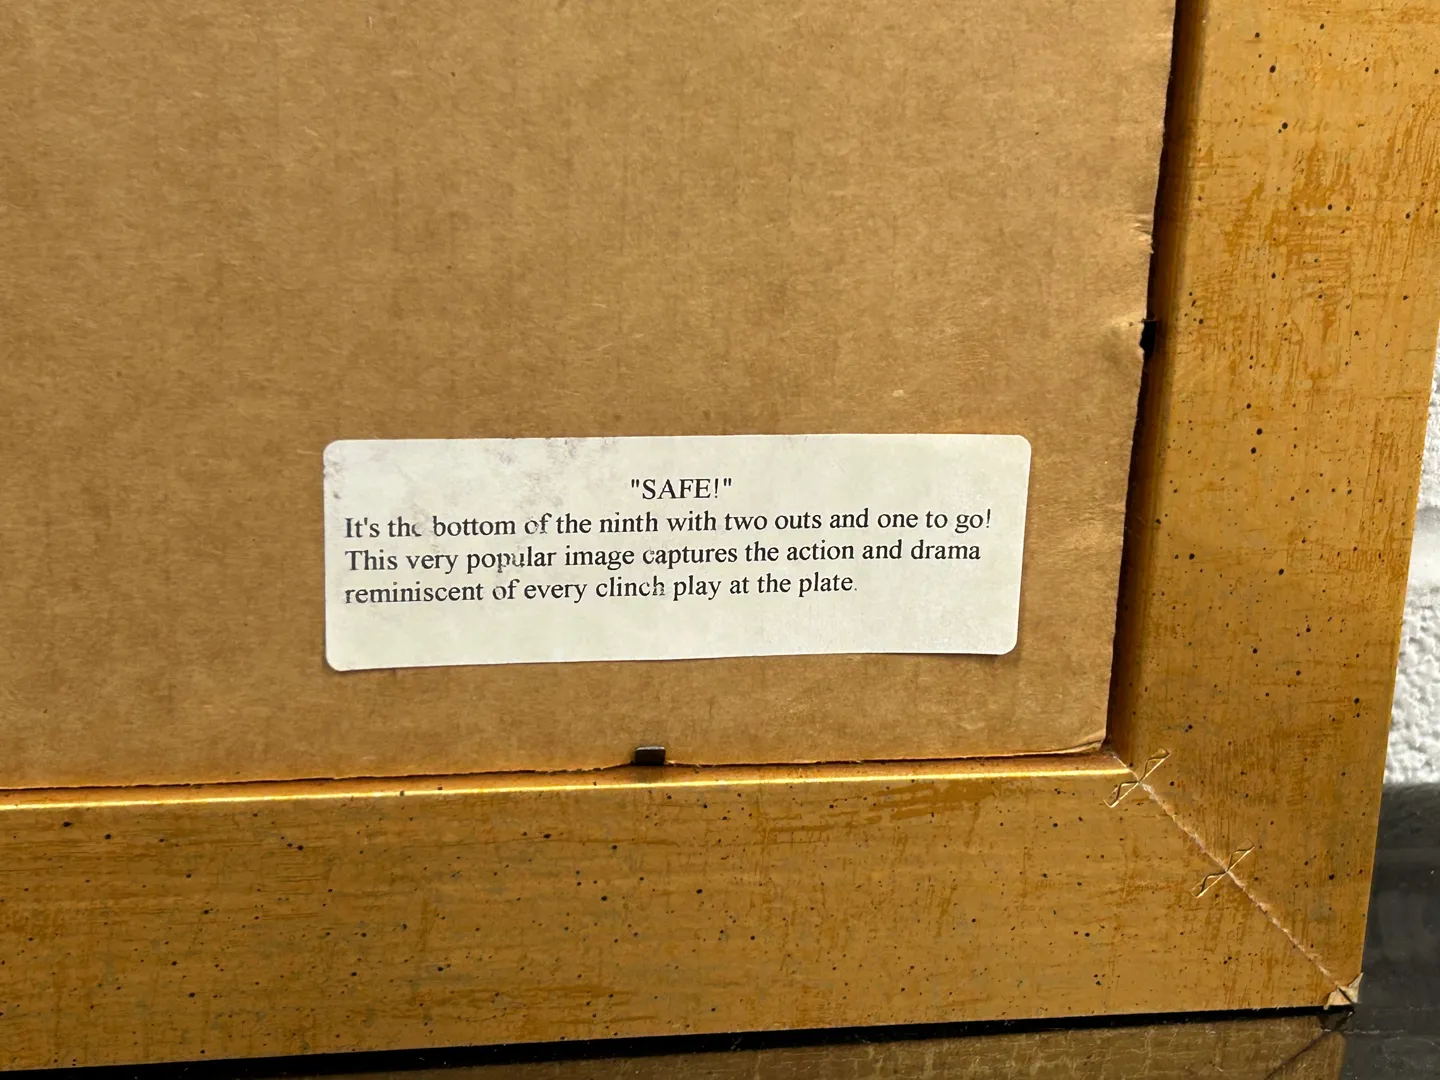 "SAFE!"
It's the bottom of the ninth with two outs and one to go!
This very popular image captures the action and drama
reminiscent of every clinch play at the plate.